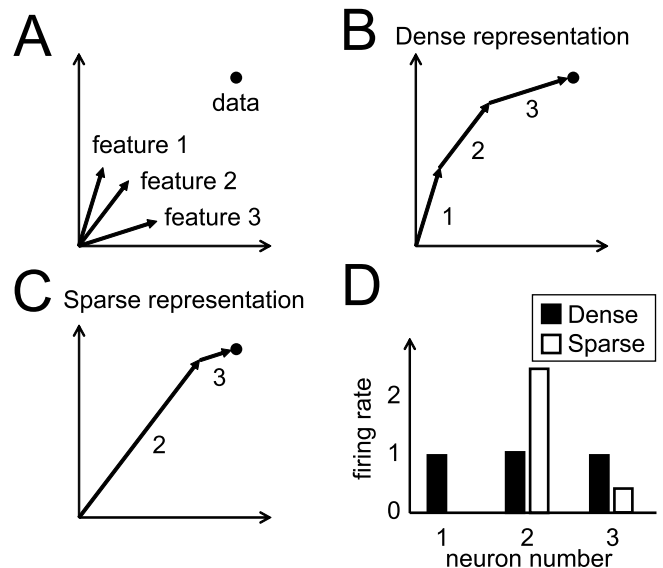 A
data
feature 1
feature 2
feature 3
B
Dense representation
1
2
3
C
Sparse representation
2
3
D
Dense
Sparse
firing rate
2
1
0
1 2 3
neuron number